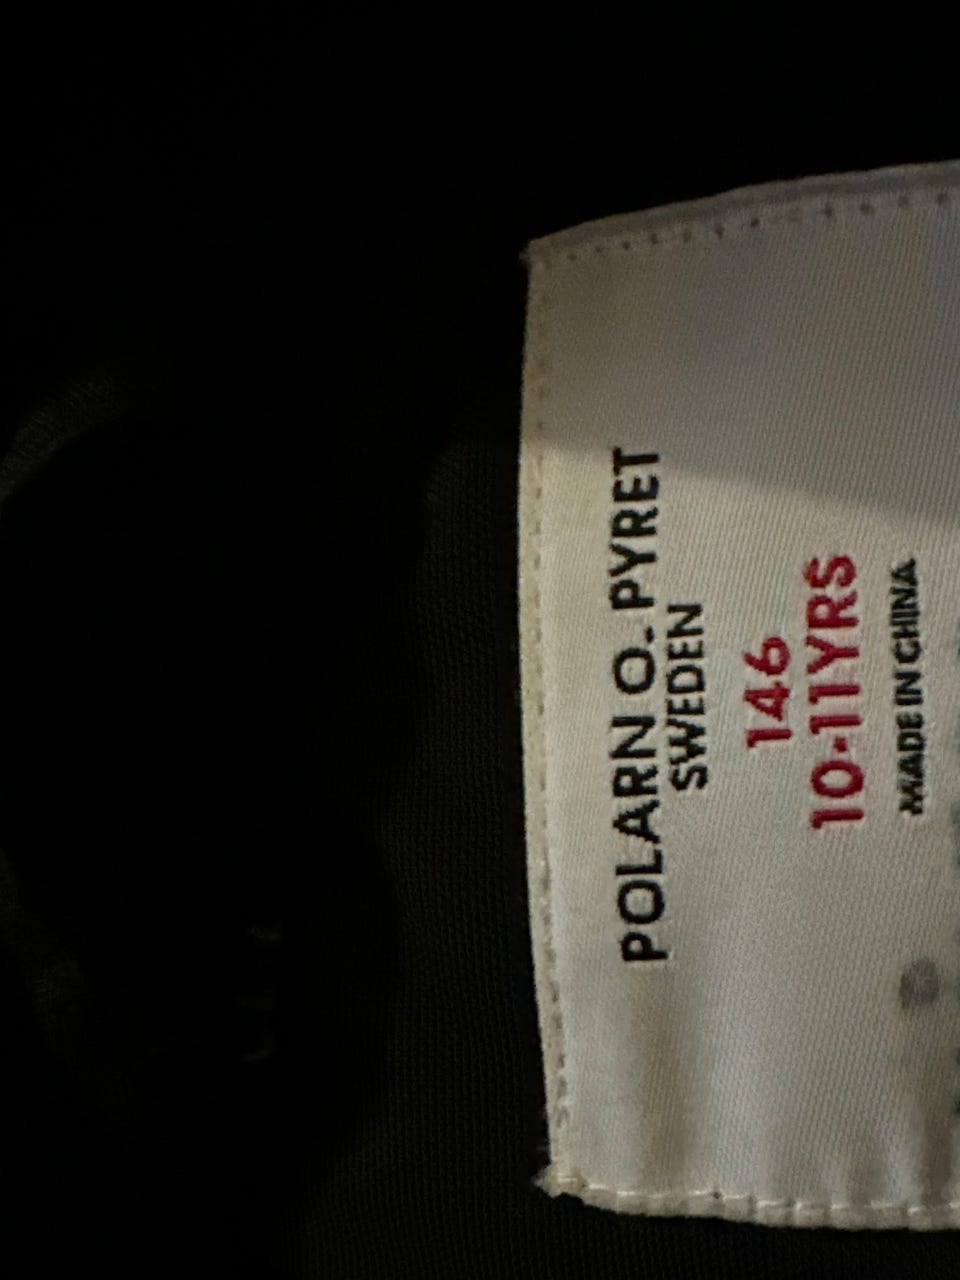 POLARN O. PYRET
SWEDEN
146
10-11YRS
MADE IN CHINA